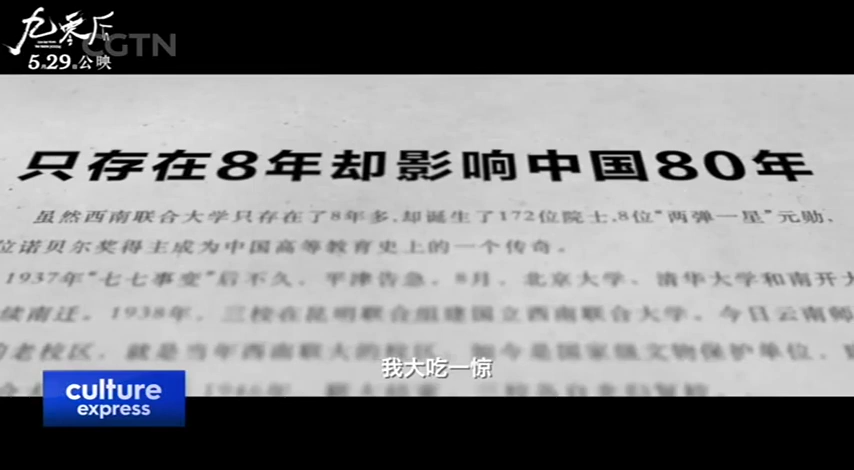 九零后
CGTN
5月29日公映
只存在8年却影响中国80年
虽然西南联合大学只存在了8年多，却诞生了172位院士，8位“两弹一星”元勋，
位诺贝尔奖得主成为中国高等教育史上的一个传奇。
1937年“七七事变”后不久，平津告急，8月，北京大学、清华大学和南开大
续南迁。1938年，三校在昆明联合组建国立西南联合大学。今日云南师
的老校区，就是当年西南联大的校区，如今是国家级文物保护单位，
我大吃一惊
culture
express